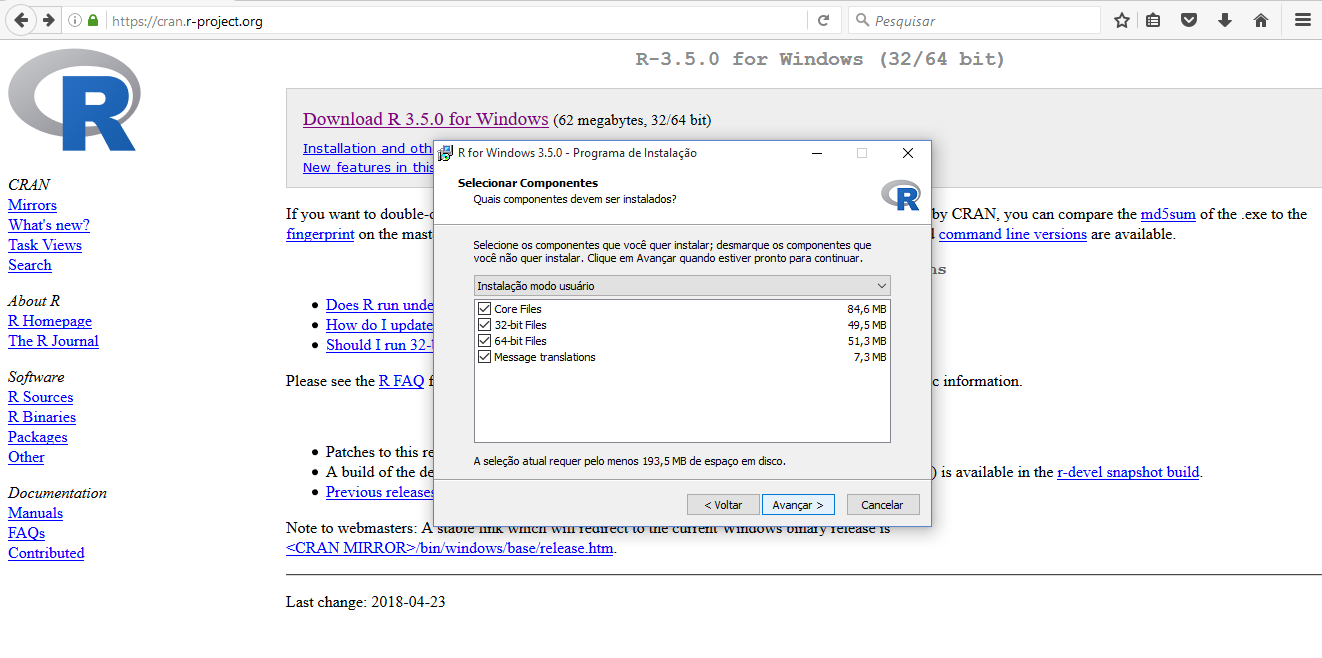 https://cran.r-project.org
Pesquisar
R
R-3.5.0 for Windows (32/64 bit)
Download R 3.5.0 for Windows (62 megabytes, 32/64 bit)
Installation and oth
New features in this
CRAN
Mirrors
What's new?
Task Views
Search
About R
R Homepage
The R Journal
Software
R Sources
R Binaries
Packages
Other
Documentation
Manuals
FAQs
Contributed
If you want to double-
by CRAN, you can compare the md5sum of the .exe to the
fingerprint on the mast
command line versions are available.
ns
Does R run unde
How do I update
Should I run 32-
Please see the R FAQ
c information.
Patches to this re
A build of the de
) is available in the r-devel snapshot build.
Previous releases
Note to webmasters: A stable link which will redirect to the current Windows binary release is
<CRAN MIRROR>/bin/windows/base/release.htm.
Last change: 2018-04-23
R for Windows 3.5.0 - Programa de Instalação
Selecionar Componentes
Quais componentes devem ser instalados?
R
Selecione os componentes que você quer instalar; desmarque os componentes que
você não quer instalar. Clique em Avançar quando estiver pronto para continuar.
Instalação modo usuário
Core Files 84,6 MB
32-bit Files 49,5 MB
64-bit Files 51,3 MB
Message translations 7,3 MB
A seleção atual requer pelo menos 193,5 MB de espaço em disco.
< Voltar
Avançar >
Cancelar